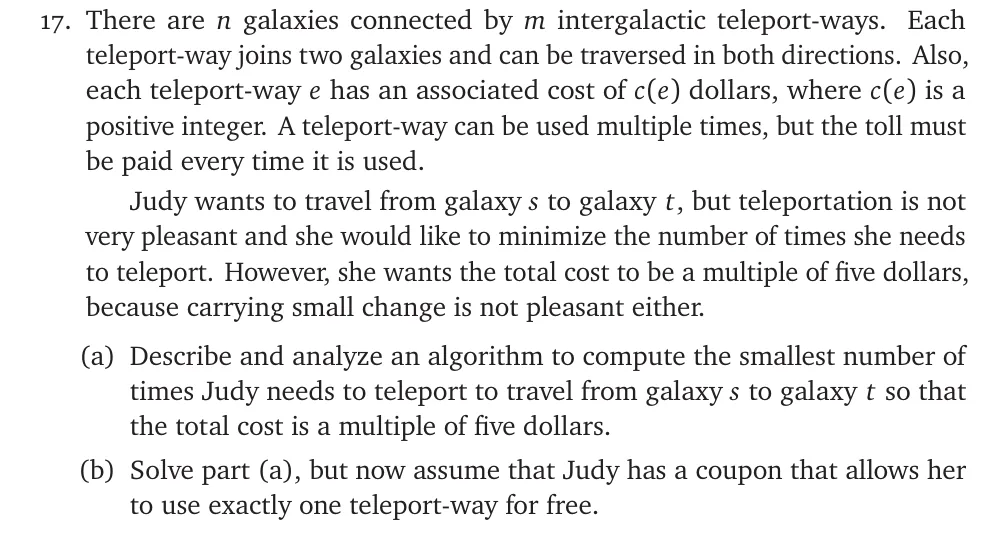 17. There are n galaxies connected by m intergalactic teleport-ways. Each
teleport-way joins two galaxies and can be traversed in both directions. Also,
each teleport-way e has an associated cost of c(e) dollars, where c(e) is a
positive integer. A teleport-way can be used multiple times, but the toll must
be paid every time it is used.
Judy wants to travel from galaxy s to galaxy t, but teleportation is not
very pleasant and she would like to minimize the number of times she needs
to teleport. However, she wants the total cost to be a multiple of five dollars,
because carrying small change is not pleasant either.
(a) Describe and analyze an algorithm to compute the smallest number of
times Judy needs to teleport to travel from galaxy s to galaxy t so that
the total cost is a multiple of five dollars.
(b) Solve part (a), but now assume that Judy has a coupon that allows her
to use exactly one teleport-way for free.